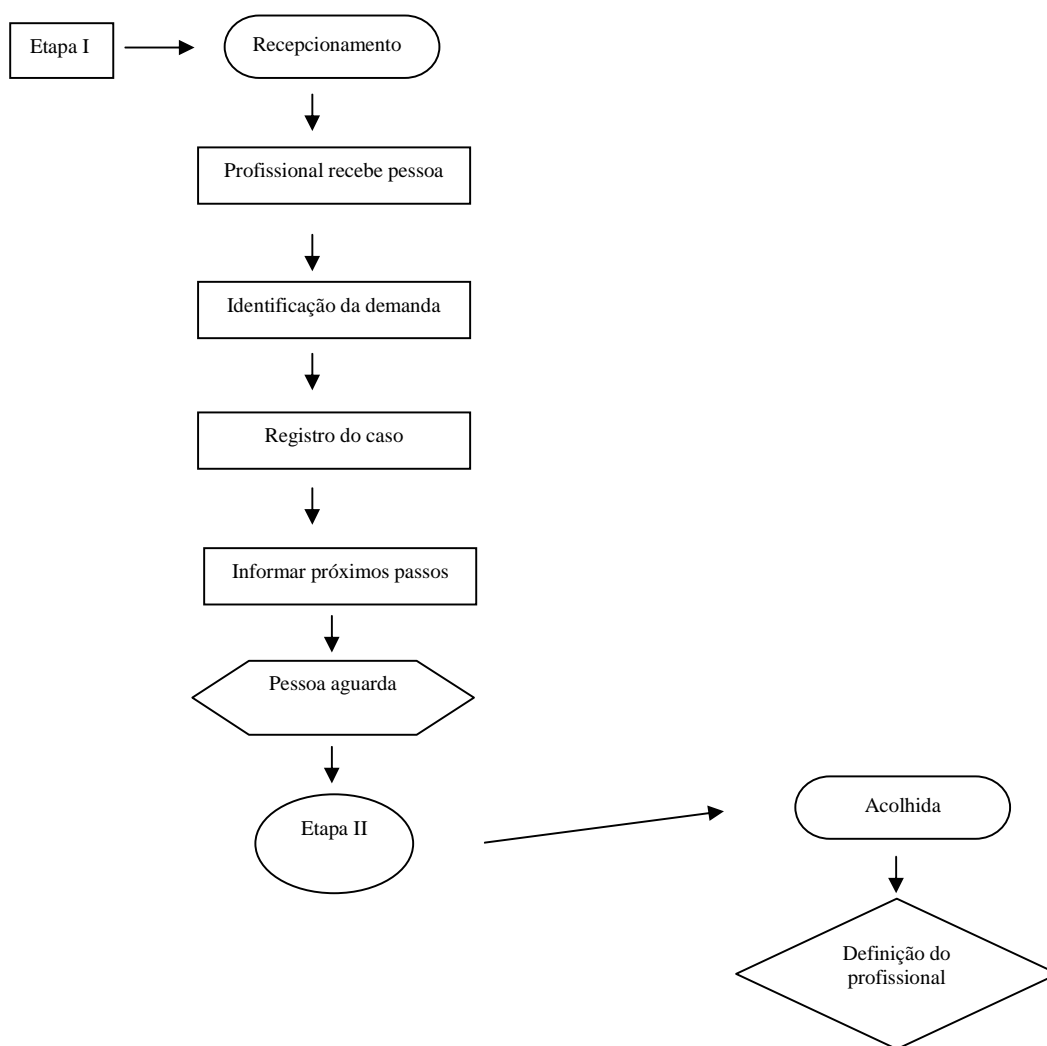 Etapa I
Recepcionamento
Profissional recebe pessoa
Identificação da demanda
Registro do caso
Informar próximos passos
Pessoa aguarda
Etapa II
Acolhida
Definição do
profissional